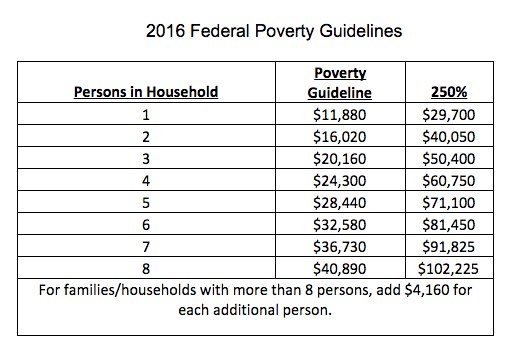 2016 Federal Poverty Guidelines
Persons in Household Poverty Guideline 250%
1 $11,880 $29,700
2 $16,020 $40,050
3 $20,160 $50,400
4 $24,300 $60,750
5 $28,440 $71,100
6 $32,580 $81,450
7 $36,730 $91,825
8 $40,890 $102,225
For families/households with more than 8 persons, add $4,160 for
each additional person.